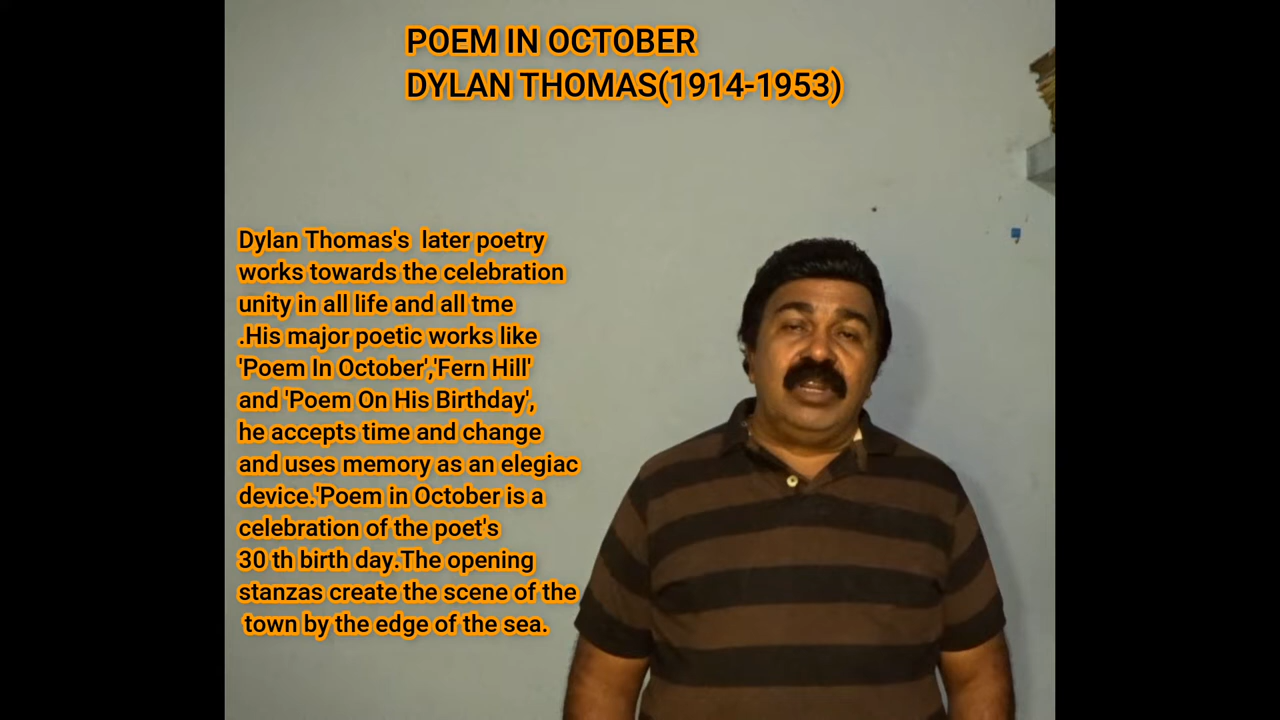 POEM IN OCTOBER
DYLAN THOMAS(1914-1953)
Dylan Thomas's  later poetry
works towards the celebration
unity in all life and all tme
.His major poetic works like
'Poem In October','Fern Hill'
and 'Poem On His Birthday',
he accepts time and change
and uses memory as an elegiac
device.'Poem in October is a
celebration of the poet's
30 th birth day.The opening
stanzas create the scene of the
town by the edge of the sea.